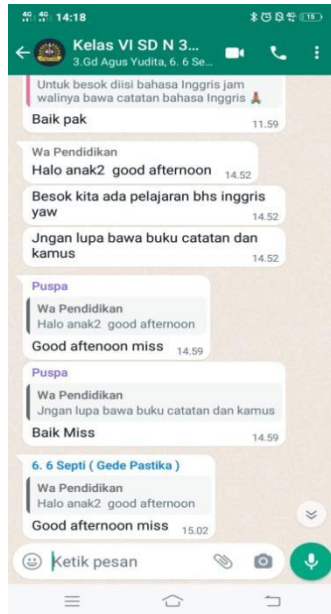 14:18
15
Kelas VI SD N 3...
3.Gd Agus Yudita, 6. 6 Se...
Untuk besok diisi bahasa Inggris jam
walinya bawa catatan bahasa Inggris 🙏
Baik pak
11.59
Wa Pendidikan
Halo anak2 good afternoon 14.52
Besok kita ada pelajaran bhs inggris
yaw 14.52
Jngan lupa bawa buku catatan dan
kamus 14.52
Puspa
Wa Pendidikan
Halo anak2 good afternoon
Good aftenoon miss 14.59
Puspa
Wa Pendidikan
Jngan lupa bawa buku catatan dan kamus
Baik Miss 14.59
6. 6 Septi ( Gede Pastika )
Wa Pendidikan
Halo anak2 good afternoon
Good afternoon miss 15.02
Ketik pesan